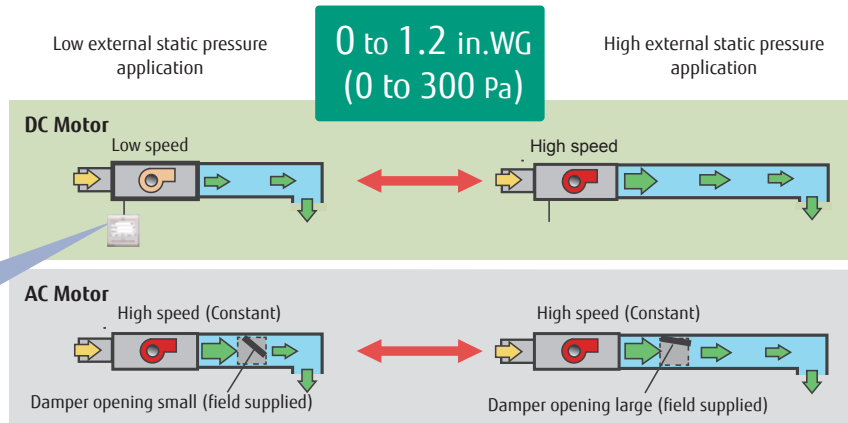 Low external static pressure
application
0 to 1.2 in.WG
(0 to 300 Pa)
High external static pressure
application
DC Motor
Low speed
High speed
AC Motor
High speed (Constant)
High speed (Constant)
Damper opening small (field supplied)
Damper opening large (field supplied)